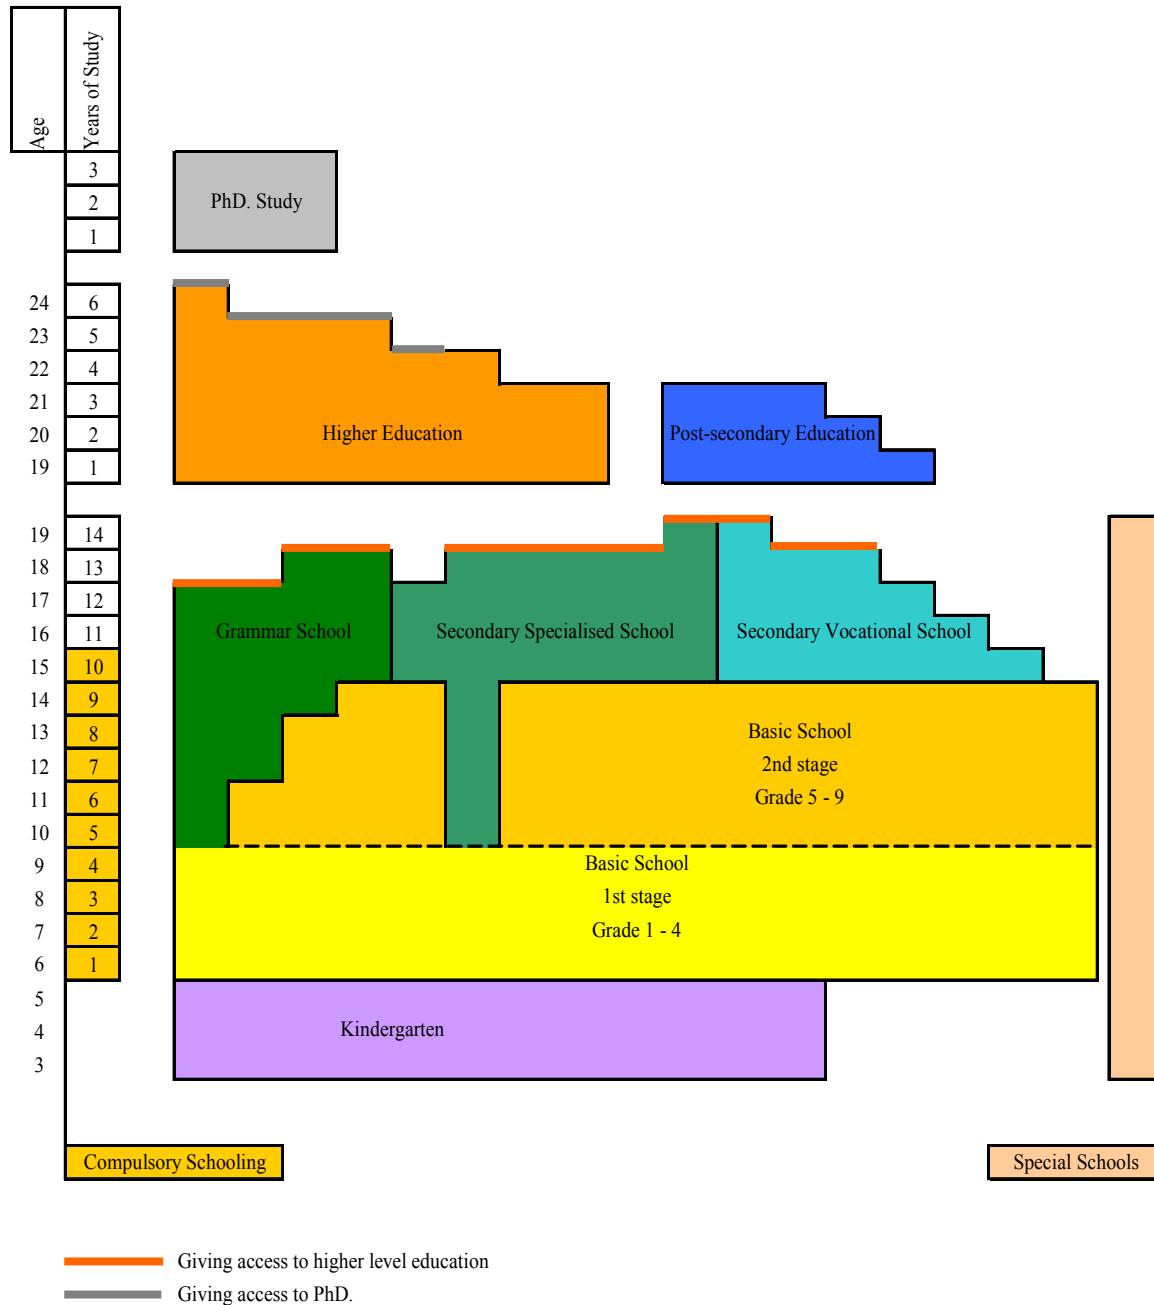 Age
Years of Study
3
2
PhD. Study
1
24
6
23
5
22
4
21
3
20
2
Higher Education
Post-secondary Education
19
1
19
14
18
13
17
12
16
11
Grammar School
Secondary Specialised School
Secondary Vocational School
15
10
14
9
13
8
Basic School
12
7
2nd stage
11
6
Grade 5 - 9
10
5
9
4
Basic School
8
3
1st stage
7
2
Grade 1 - 4
6
1
5
4
Kindergarten
3
Compulsory Schooling
Special Schools
Giving access to higher level education
Giving access to PhD.